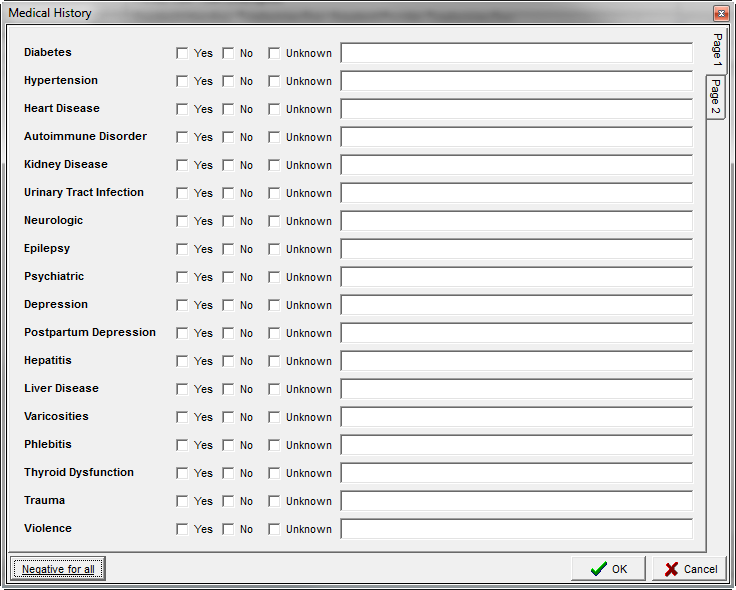 Medical History
Diabetes Yes No Unknown
Hypertension Yes No Unknown
Heart Disease Yes No Unknown
Autoimmune Disorder Yes No Unknown
Kidney Disease Yes No Unknown
Urinary Tract Infection Yes No Unknown
Neurologic Yes No Unknown
Epilepsy Yes No Unknown
Psychiatric Yes No Unknown
Depression Yes No Unknown
Postpartum Depression Yes No Unknown
Hepatitis Yes No Unknown
Liver Disease Yes No Unknown
Varicosities Yes No Unknown
Phlebitis Yes No Unknown
Thyroid Dysfunction Yes No Unknown
Trauma Yes No Unknown
Violence Yes No Unknown
Page 1
Page 2
Negative for all OK Cancel